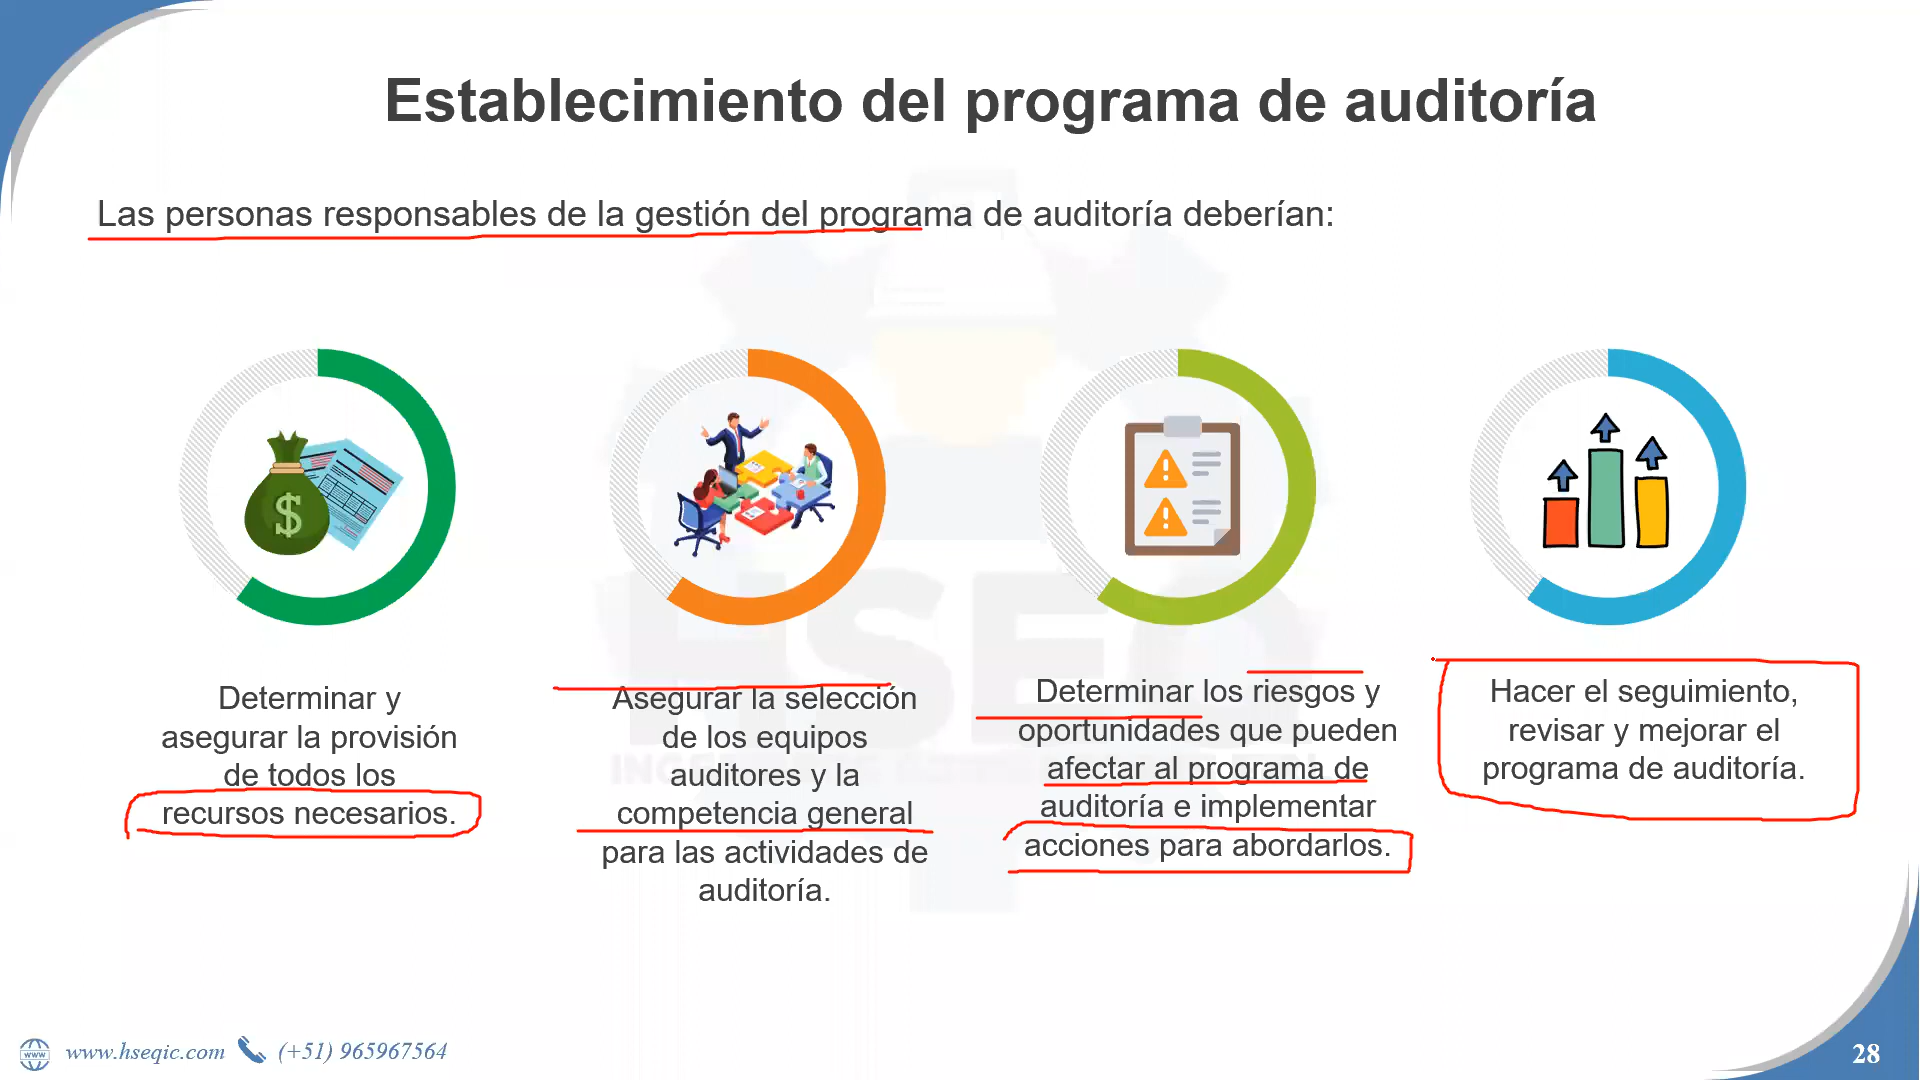 Establecimiento del programa de auditoría
Las personas responsables de la gestión del programa de auditoría deberían:
$
Determinar y
asegurar la provisión
de todos los
recursos necesarios.
Asegurar la selección
de los equipos
auditores y la
competencia general
para las actividades de
auditoría.
Determinar los riesgos y
oportunidades que pueden
afectar al programa de
auditoría e implementar
acciones para abordarlos.
Hacer el seguimiento,
revisar y mejorar el
programa de auditoría.
HSEQ
www
www.hseqic.com
(+51) 965967564
28